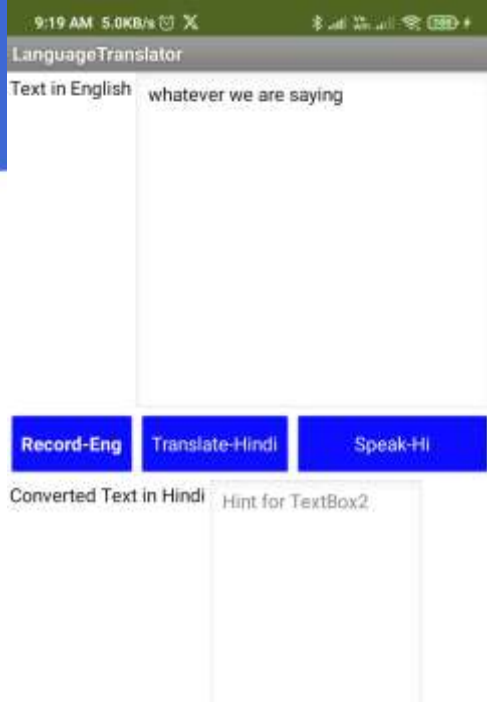 9:19 AM 5.0KB/s
LanguageTranslator
Text in English
whatever we are saying
Record-Eng
Translate-Hindi
Speak-Hi
Converted Text in Hindi
Hint for TextBox2